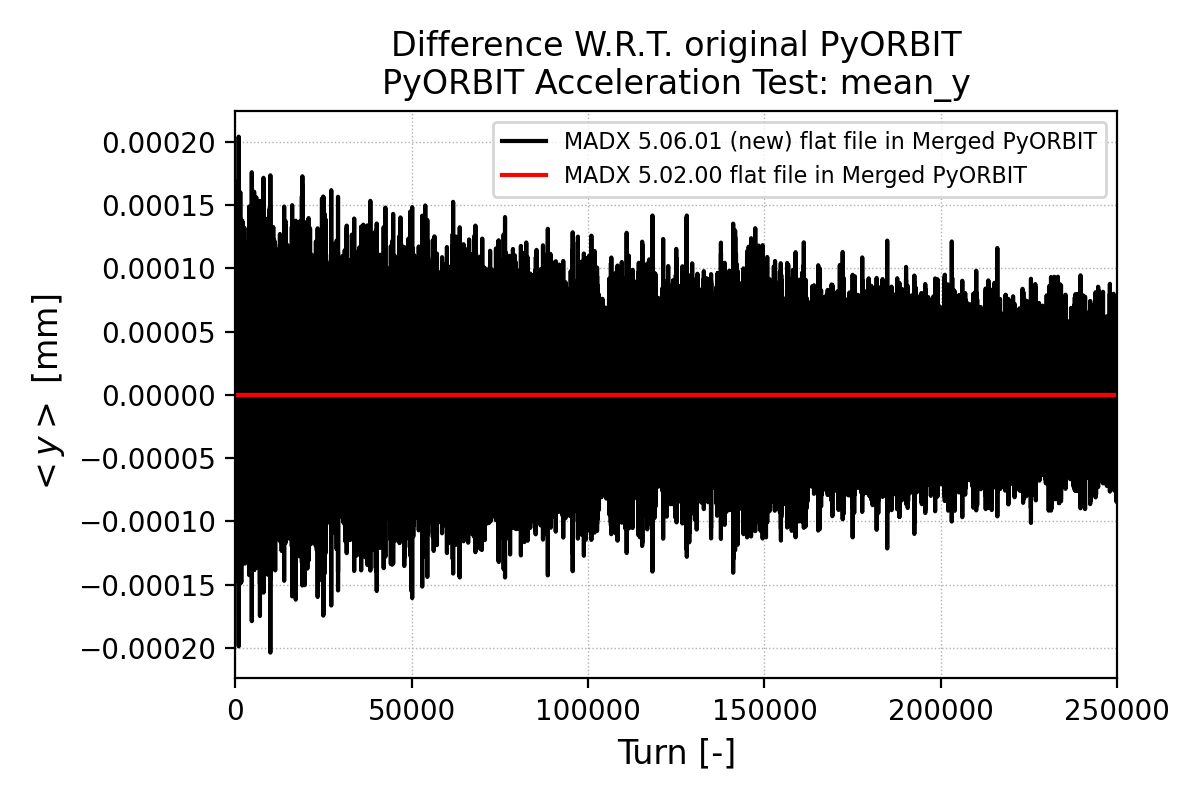 Difference W.R.T. original PyORBIT
PyORBIT Acceleration Test: mean_y
MADX 5.06.01 (new) flat file in Merged PyORBIT
MADX 5.02.00 flat file in Merged PyORBIT
< y > [mm]
0.00020
0.00015
0.00010
0.00005
0.00000
−0.00005
−0.00010
−0.00015
−0.00020
0 50000 100000 150000 200000 250000
Turn [-]